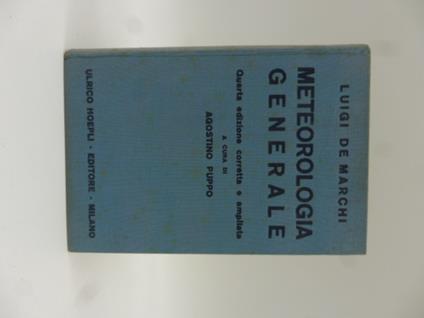 LUIGI DE MARCHI
METEOROLOGIA
GENERALE
Quarta edizione corretta e ampliata
A CURA DI
AGOSTINO PUPPO
ULRICO HOEPLI - EDITORE - MILANO